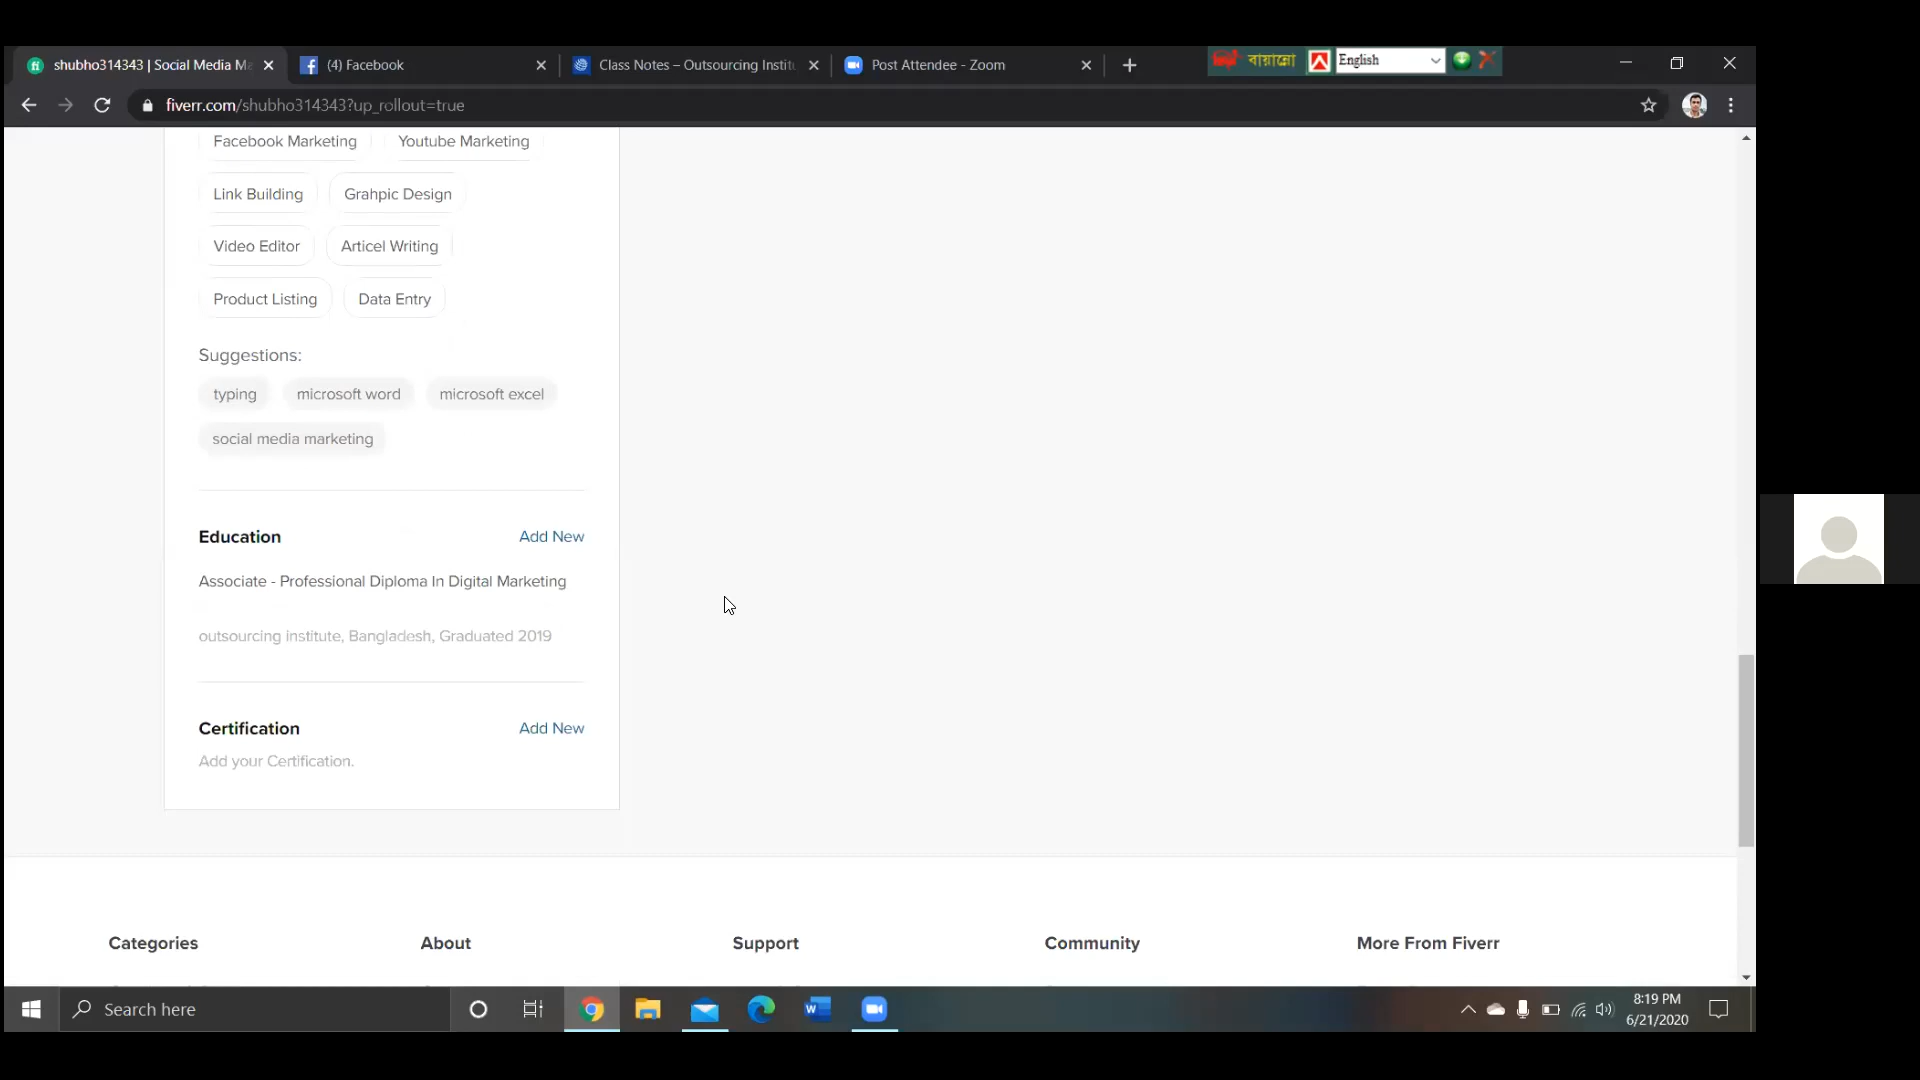 shubho314343 | Social Media Ma
(4) Facebook
Class Notes – Outsourcing Institu
Post Attendee - Zoom
বায়ান্নো
English
fiverr.com/shubho314343?up_rollout=true
Facebook Marketing
Youtube Marketing
Link Building
Grahpic Design
Video Editor
Articel Writing
Product Listing
Data Entry
Suggestions:
typing
microsoft word
microsoft excel
social media marketing
Education
Add New
Associate - Professional Diploma In Digital Marketing
outsourcing institute, Bangladesh, Graduated 2019
Certification
Add New
Add your Certification.
Categories
About
Support
Community
More From Fiverr
Search here
8:19 PM
6/21/2020